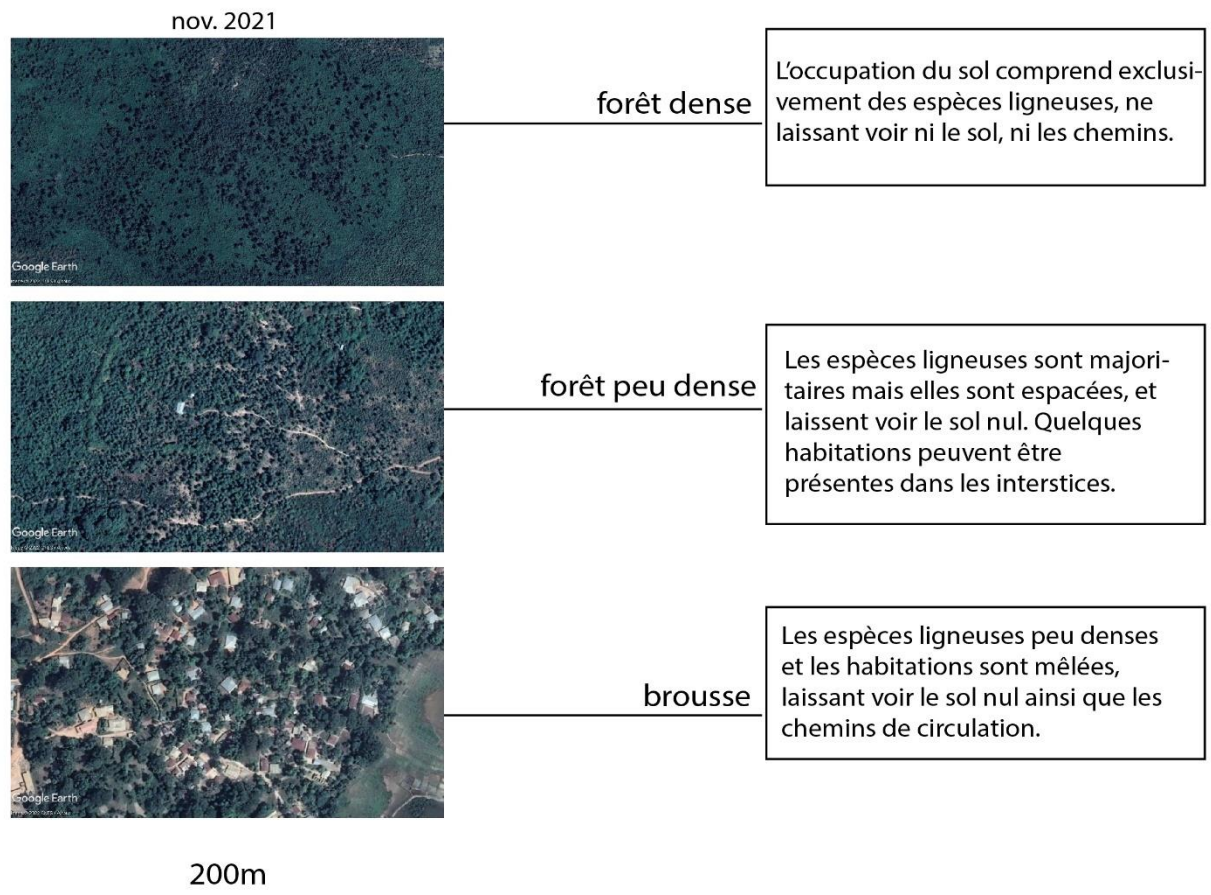 nov. 2021
forêt dense
L'occupation du sol comprend exclusi-
vement des espèces ligneuses, ne
laissant voir ni le sol, ni les chemins.
Google Earth
forêt peu dense
Les espèces ligneuses sont majori-
taires mais elles sont espacées, et
laissent voir le sol nul. Quelques
habitations peuvent être
présentes dans les interstices.
Google Earth
brousse
Les espèces ligneuses peu denses
et les habitations sont mêlées,
laissant voir le sol nul ainsi que les
chemins de circulation.
Google Earth
200m